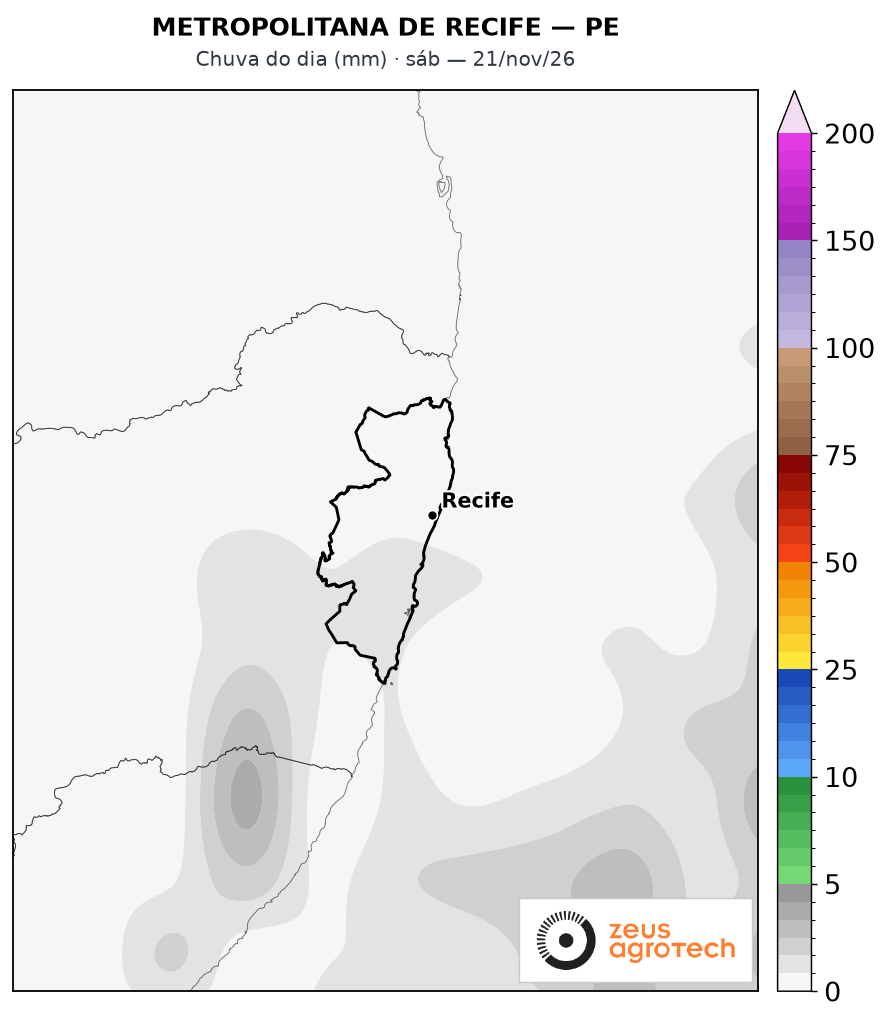 METROPOLITANA DE RECIFE — PE
Chuva do dia (mm) · sáb — 21/nov/26
200
150
100
75
50
25
10
5
0
Recife
zeus
agrotech